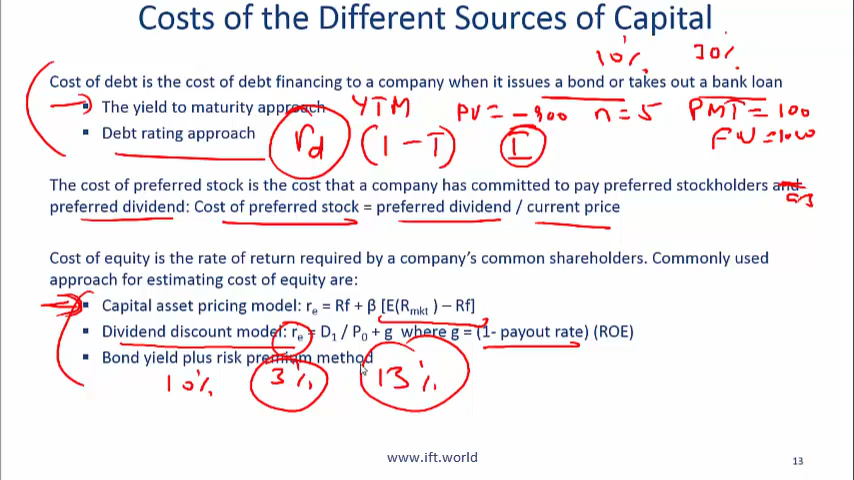 Costs of the Different Sources of Capital
10% 30%
Cost of debt is the cost of debt financing to a company when it issues a bond or takes out a bank loan
▪ The yield to maturity approach YTM PV = -900 n = 5 PMT = 100
▪ Debt rating approach rd (1 - T) I FV = 1000
The cost of preferred stock is the cost that a company has committed to pay preferred stockholders and as
preferred dividend: Cost of preferred stock = preferred dividend / current price
Cost of equity is the rate of return required by a company's common shareholders. Commonly used
approach for estimating cost of equity are:
▪ Capital asset pricing model: re = Rf + β [E(Rmkt ) – Rf]
▪ Dividend discount model: re = D1 / P0 + g where g = (1- payout rate) (ROE)
▪ Bond yield plus risk premium method
10% 3% 13%
www.ift.world
13